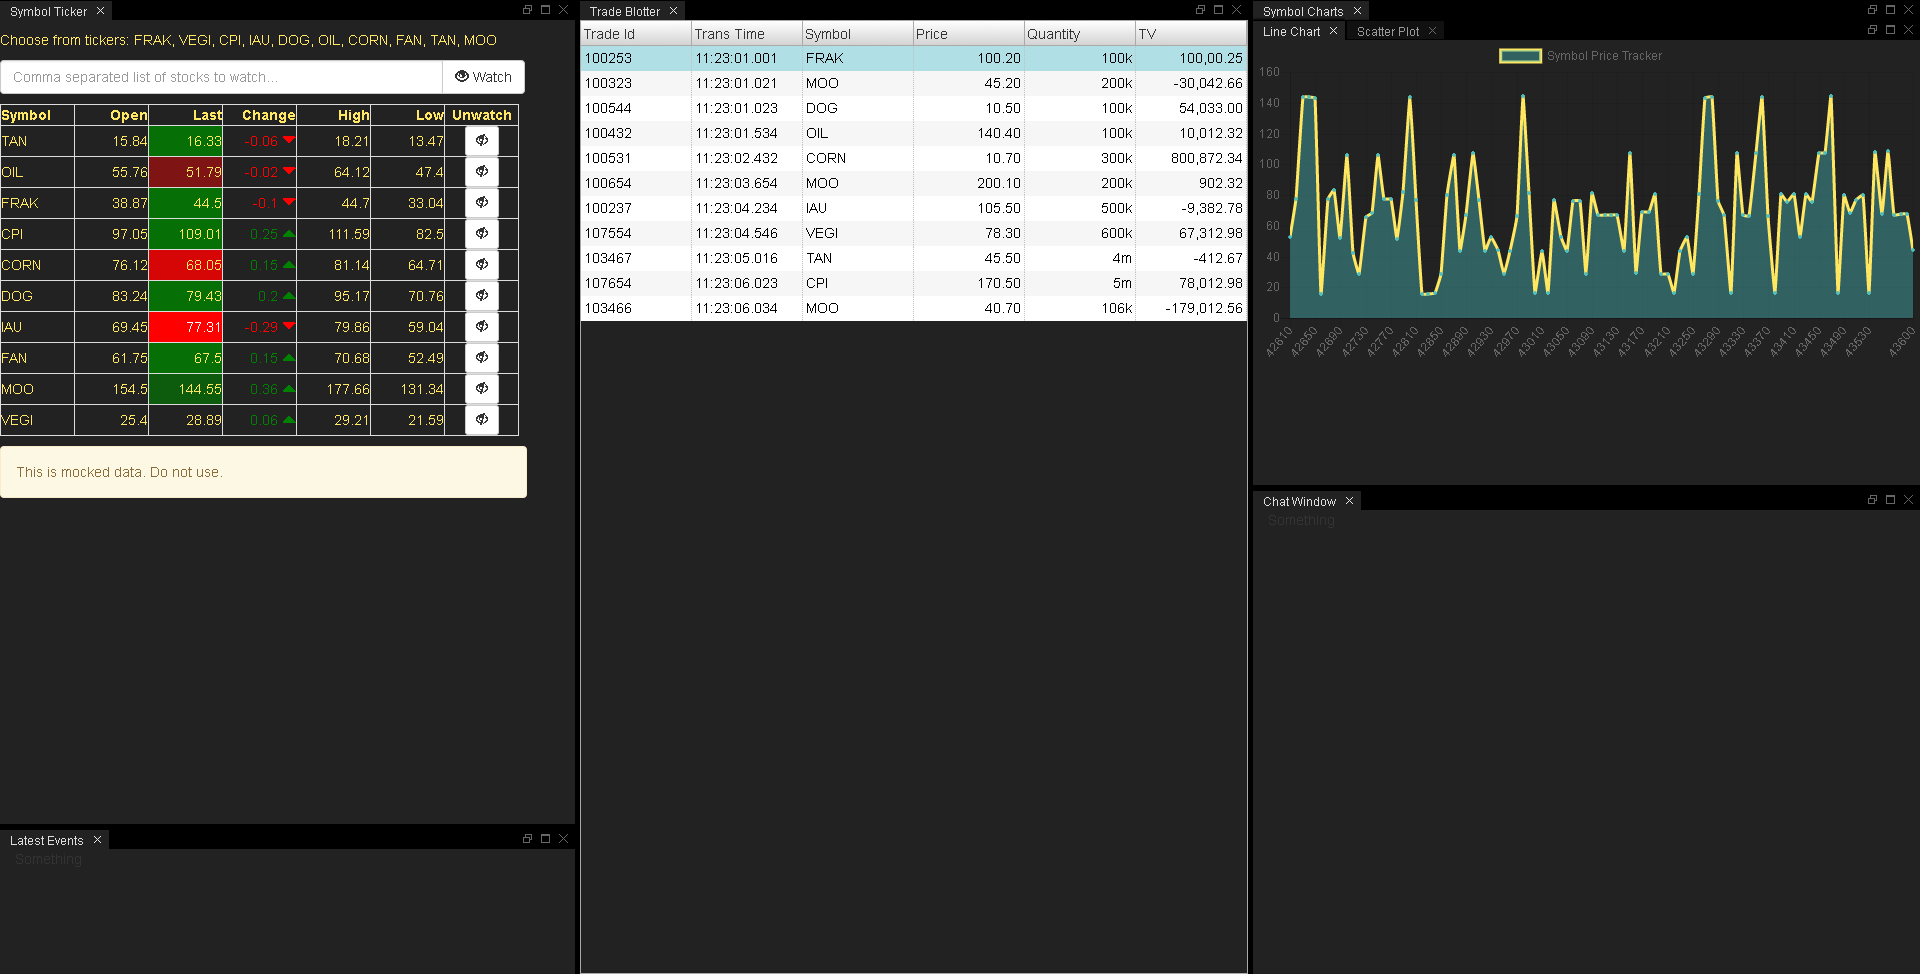 Symbol Ticker
Choose from tickers: FRAK, VEGI, CPI, IAU, DOG, OIL, CORN, FAN, TAN, MOO
Comma separated list of stocks to watch... Watch
Symbol Open Last Change High Low Unwatch
TAN 15.84 16.33 -0.06 18.21 13.47
OIL 55.76 51.79 -0.02 64.12 47.4
FRAK 38.87 44.5 -0.1 44.7 33.04
CPI 97.05 109.01 0.25 111.59 82.5
CORN 76.12 68.05 0.15 81.14 64.71
DOG 83.24 79.43 0.2 95.17 70.76
IAU 69.45 77.31 -0.29 79.86 59.04
FAN 61.75 67.5 0.15 70.68 52.49
MOO 154.5 144.55 0.36 177.66 131.34
VEGI 25.4 28.89 0.06 29.21 21.59
This is mocked data. Do not use.
Latest Events
Something
Trade Blotter
Trade Id Trans Time Symbol Price Quantity TV
100253 11:23:01.001 FRAK 100.20 100k 100,00.25
100323 11:23:01.021 MOO 45.20 200k -30,042.66
100544 11:23:01.023 DOG 10.50 100k 54,033.00
100432 11:23:01.534 OIL 140.40 100k 10,012.32
100531 11:23:02.432 CORN 10.70 300k 800,872.34
100654 11:23:03.654 MOO 200.10 200k 902.32
100237 11:23:04.234 IAU 105.50 500k -9,382.78
107554 11:23:04.546 VEGI 78.30 600k 67,312.98
103467 11:23:05.016 TAN 45.50 4m -412.67
107654 11:23:06.023 CPI 170.50 5m 78,012.98
103466 11:23:06.034 MOO 40.70 106k -179,012.56
Symbol Charts
Line Chart Scatter Plot
Symbol Price Tracker
160
140
120
100
80
60
40
20
0
42610 42650 42690 42730 42770 42810 42850 42890 42930 42970 43010 43050 43090 43130 43170 43210 43250 43290 43330 43370 43410 43450 43490 43530 43600
Chat Window
Something